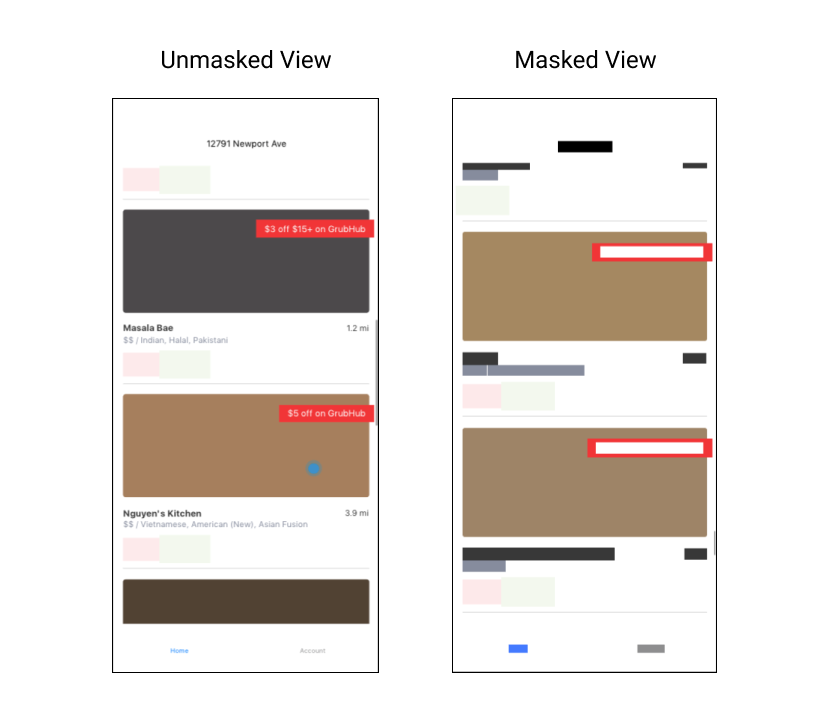 Unmasked View
Masked View
12791 Newport Ave
$3 off $15+ on GrubHub
Masala Bae
1.2 mi
$$ / Indian, Halal, Pakistani
$5 off on GrubHub
Nguyen's Kitchen
3.9 mi
$$ / Vietnamese, American (New), Asian Fusion
Home
Account